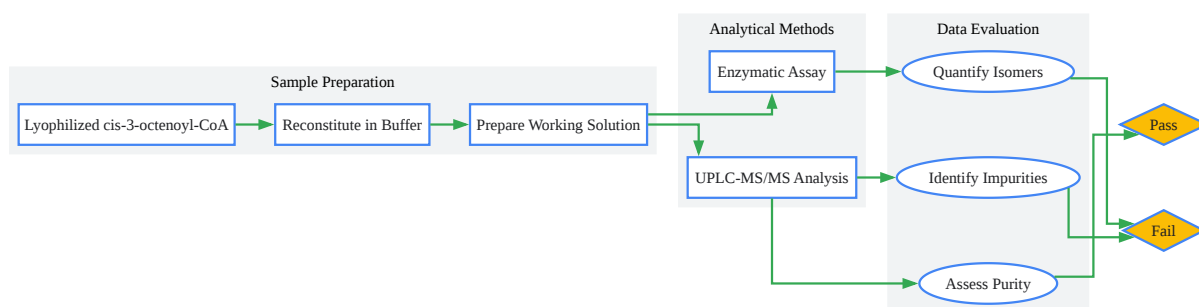 Sample Preparation
Lyophilized cis-3-octenoyl-CoA
Reconstitute in Buffer
Prepare Working Solution
Analytical Methods
Enzymatic Assay
UPLC-MS/MS Analysis
Data Evaluation
Quantify Isomers
Identify Impurities
Assess Purity
Pass
Fail